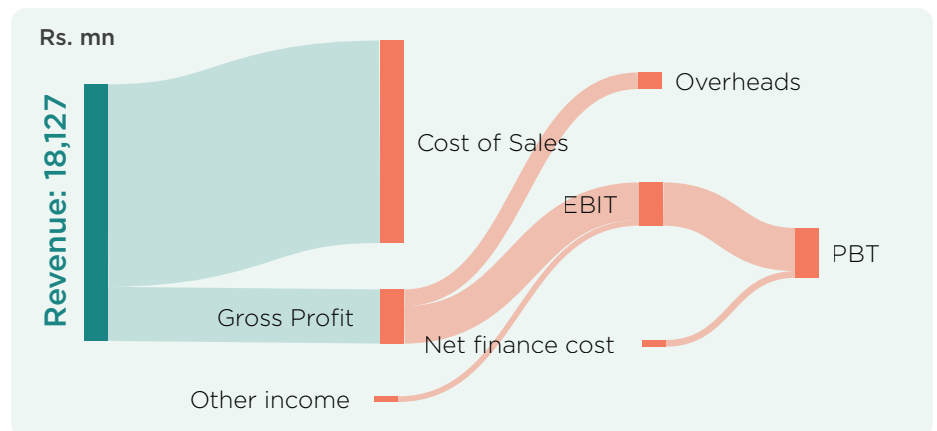 Rs. mn
Revenue: 18,127
Overheads
Cost of Sales
EBIT
PBT
Gross Profit
Net finance cost
Other income